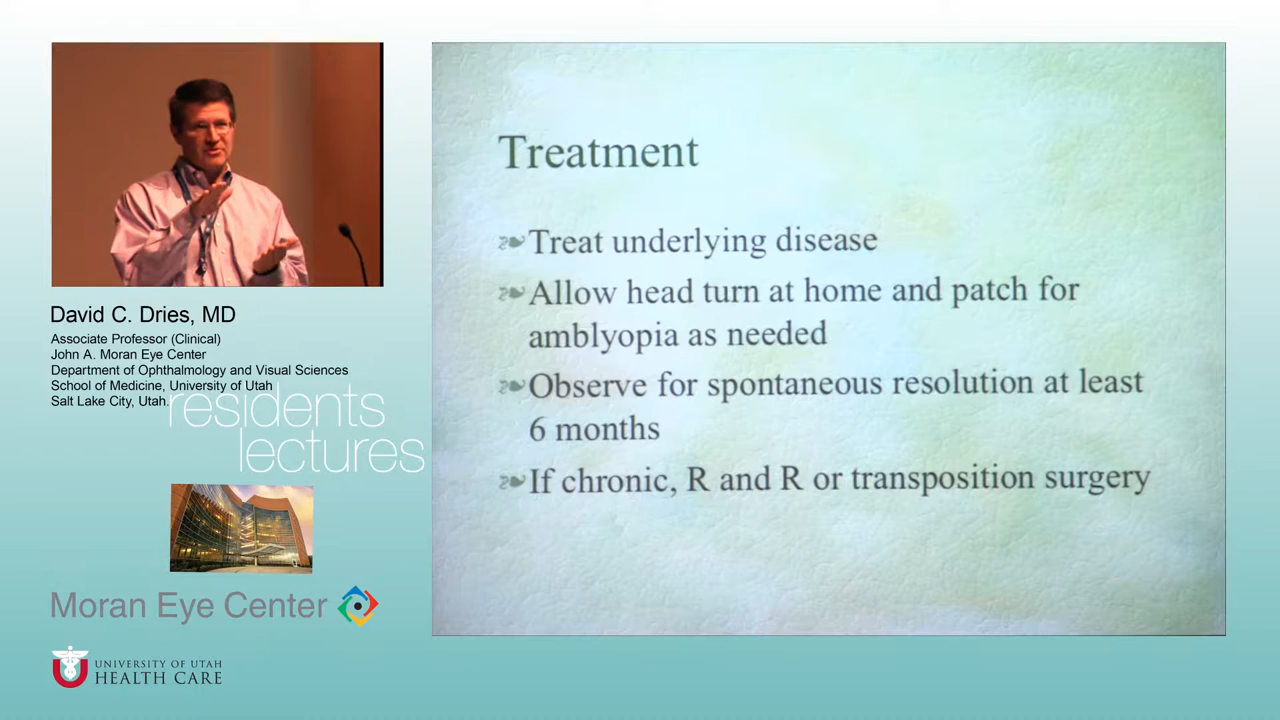 David C. Dries, MD
Associate Professor (Clinical)
John A. Moran Eye Center
Department of Ophthalmology and Visual Sciences
School of Medicine, University of Utah
Salt Lake City, Utah.
residents
lectures
Moran Eye Center
UNIVERSITY OF UTAH
HEALTH CARE
Treatment
Treat underlying disease
Allow head turn at home and patch for
amblyopia as needed
Observe for spontaneous resolution at least
6 months
If chronic, R and R or transposition surgery